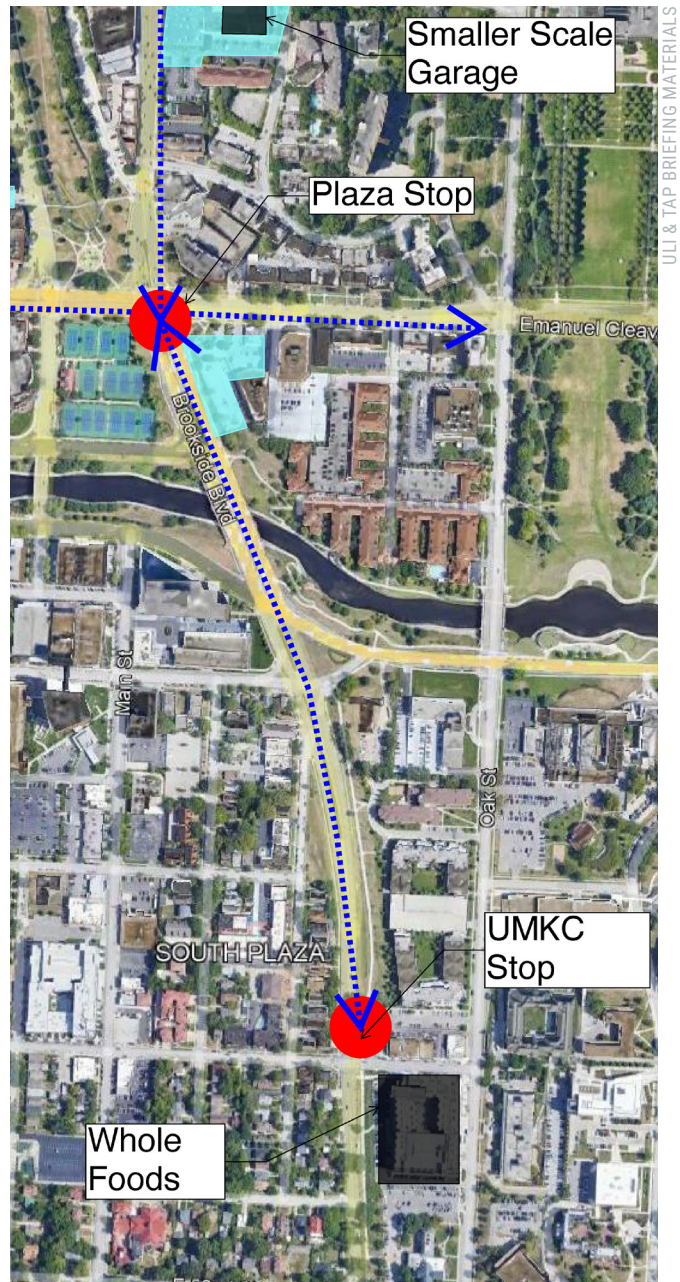 Smaller Scale
Garage
ULI & TAP BRIEFING MATERIALS
Plaza Stop
Emanuel Cleav
Brookside Blvd
Main St
Oak St
UMKC
Stop
SOUTH PLAZA
Whole
Foods